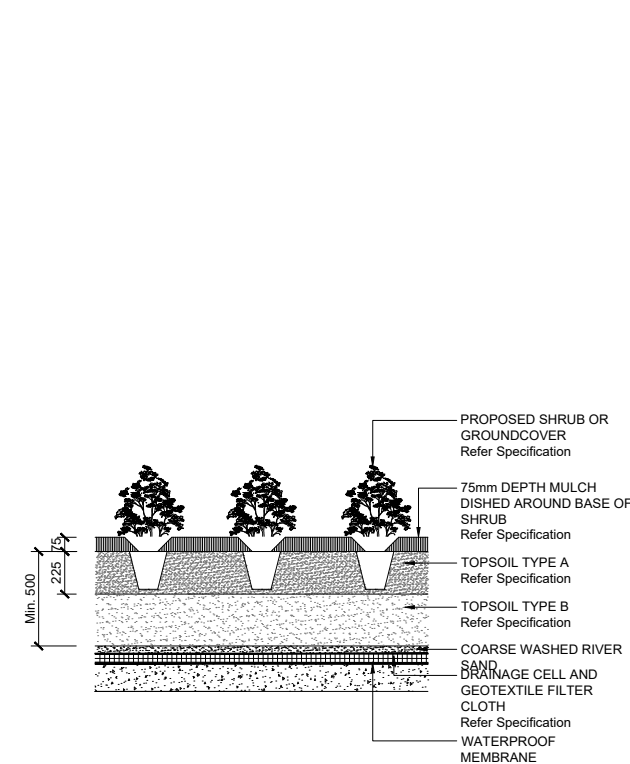 PROPOSED SHRUB OR
GROUNDCOVER
Refer Specification
75mm DEPTH MULCH
DISHED AROUND BASE OF
SHRUB
Refer Specification
TOPSOIL TYPE A
Refer Specification
TOPSOIL TYPE B
Refer Specification
COARSE WASHED RIVER
SAND
DRAINAGE CELL AND
GEOTEXTILE FILTER
CLOTH
Refer Specification
WATERPROOF
MEMBRANE
75
225
Min. 500